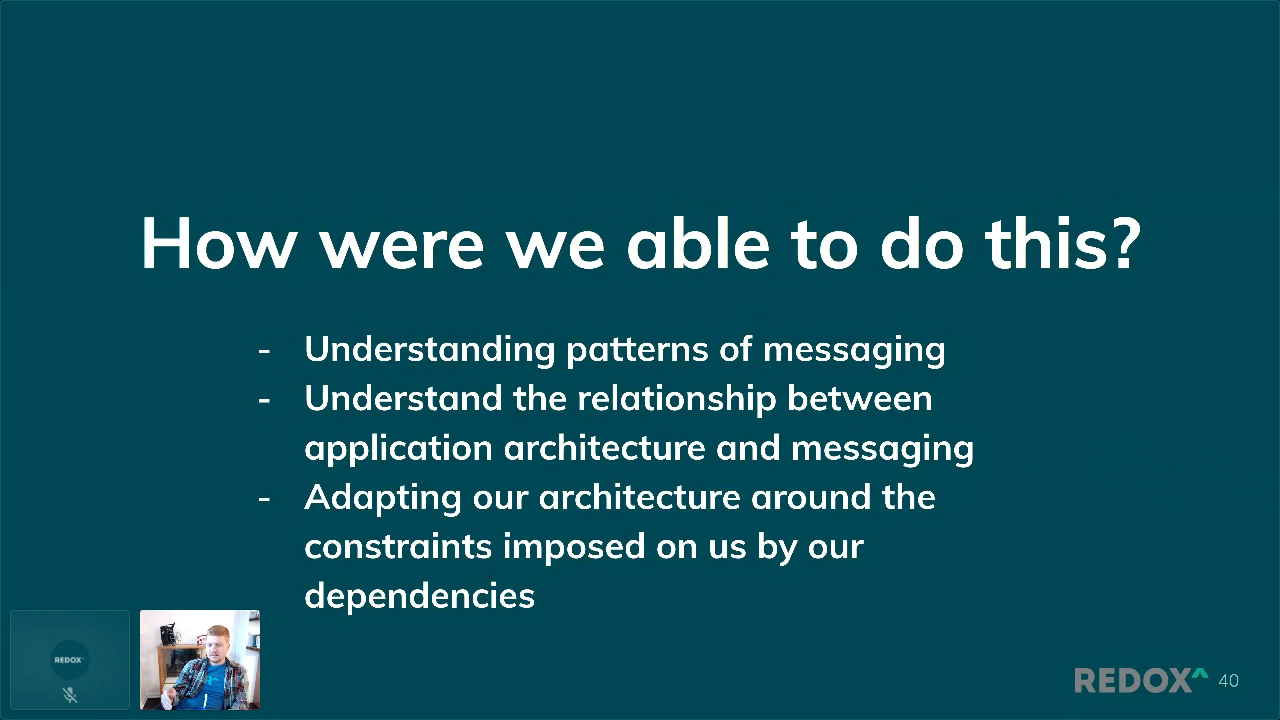 How were we able to do this?
- Understanding patterns of messaging
- Understand the relationship between
application architecture and messaging
- Adapting our architecture around the
constraints imposed on us by our
dependencies
REDOX
REDOX^ 40